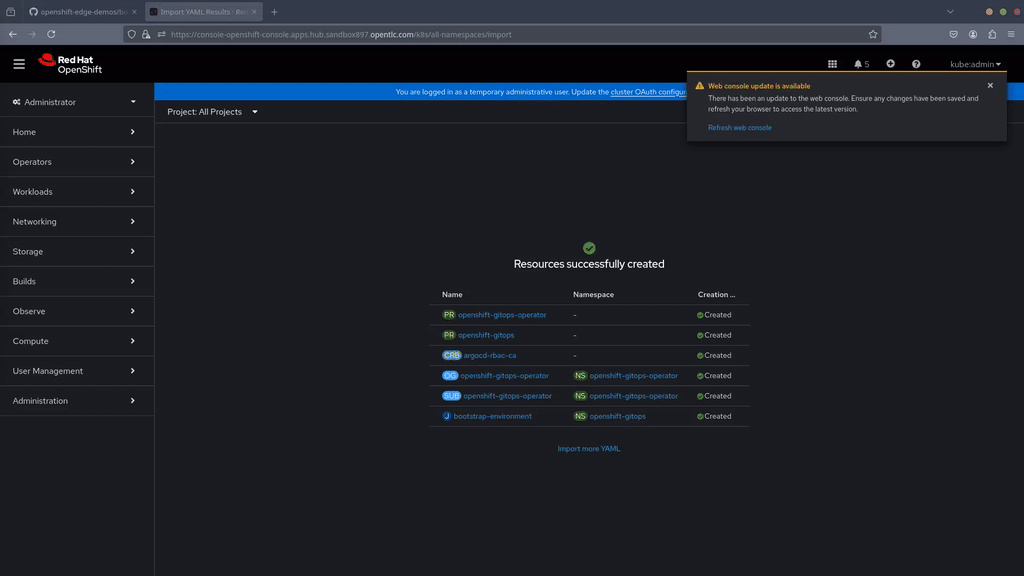 openshift-edge-demos/bo
Import YAML Results · Red
https://console-openshift-console.apps.hub.sandbox897.opentlc.com/k8s/all-namespaces/import
Red Hat
OpenShift
5
kube:admin
Administrator
Home
Operators
Workloads
Networking
Storage
Builds
Observe
Compute
User Management
Administration
You are logged in as a temporary administrative user. Update the cluster OAuth configur
Project: All Projects
Web console update is available
There has been an update to the web console. Ensure any changes have been saved and
refresh your browser to access the latest version.
Refresh web console
Resources successfully created
Name Namespace Creation ...
PR openshift-gitops-operator - Created
PR openshift-gitops - Created
CRB argocd-rbac-ca - Created
OG openshift-gitops-operator NS openshift-gitops-operator Created
SUB openshift-gitops-operator NS openshift-gitops-operator Created
J bootstrap-environment NS openshift-gitops Created
Import more YAML